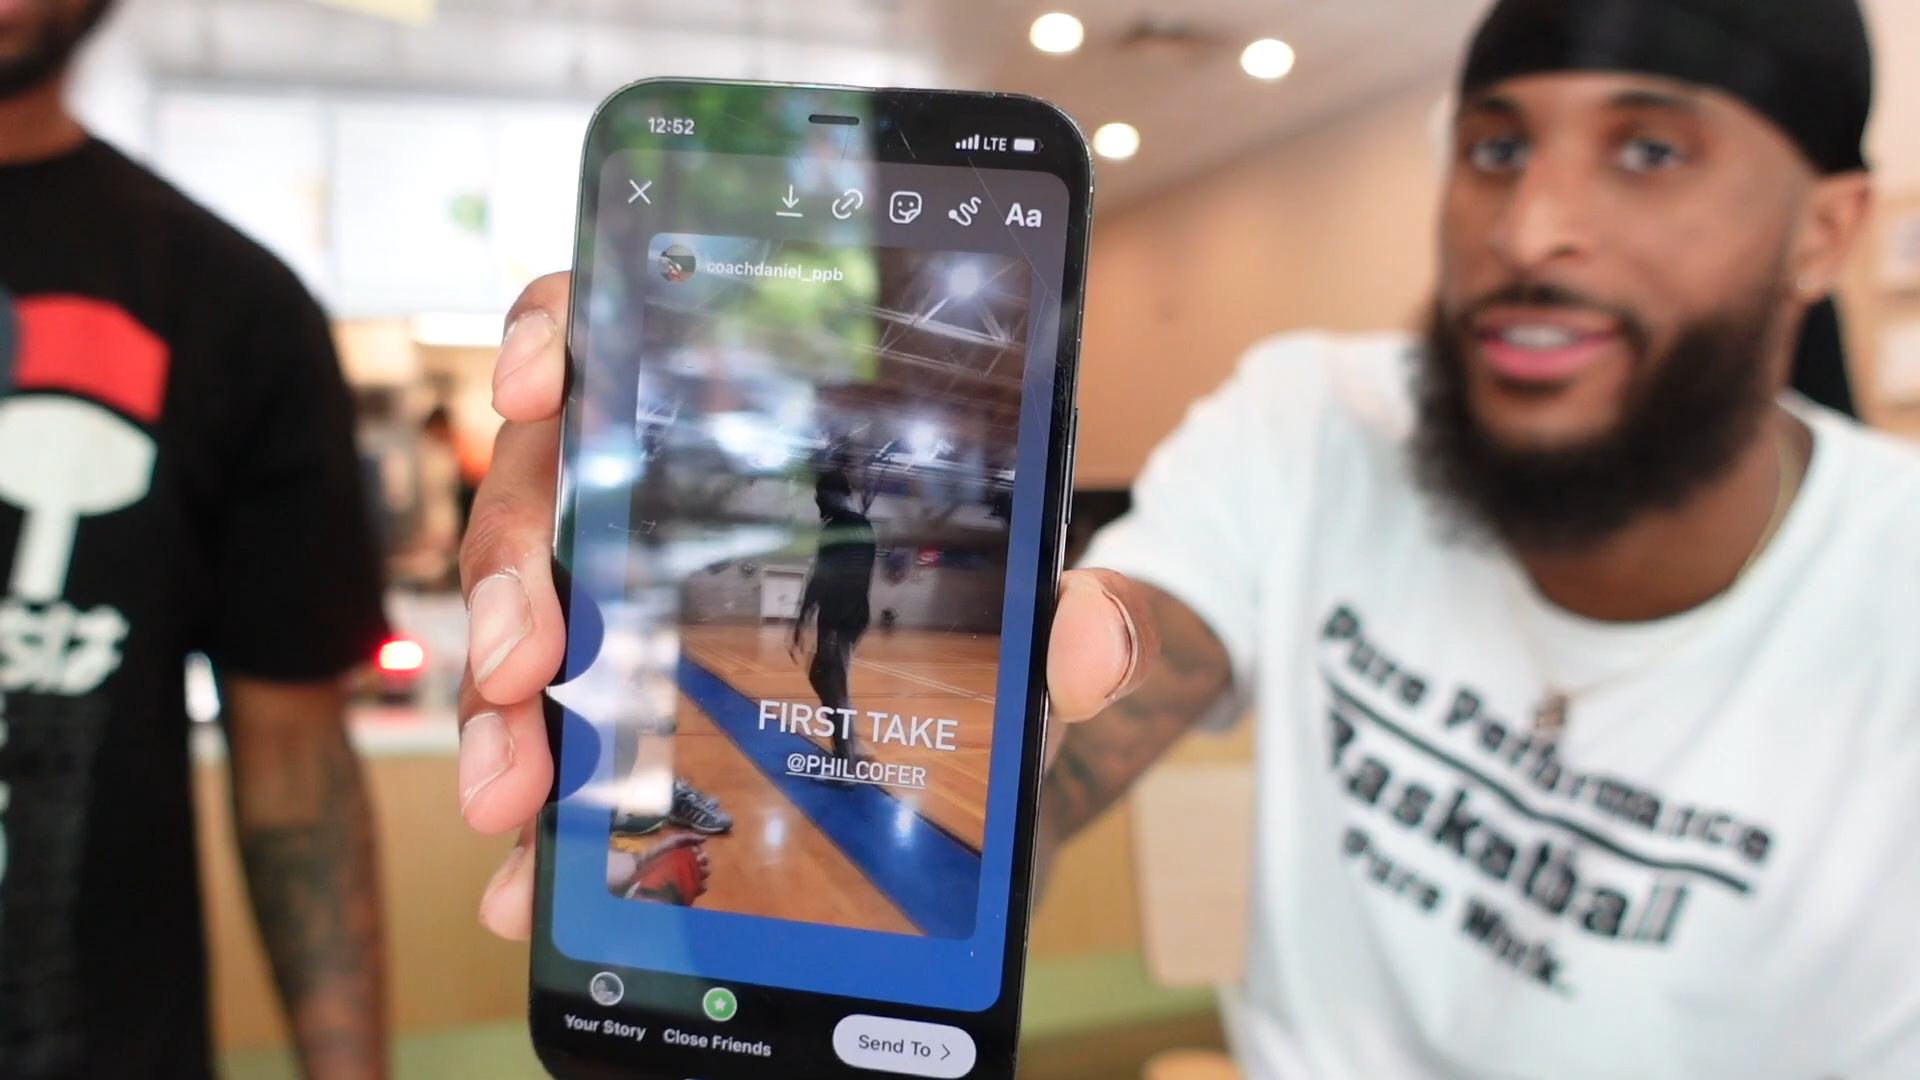 12:52
LTE
Aa
coachdaniel_ppb
FIRST TAKE
@PHILCOFER
Your Story
Close Friends
Send To
Pure Performance
Basketball
Pure Work.